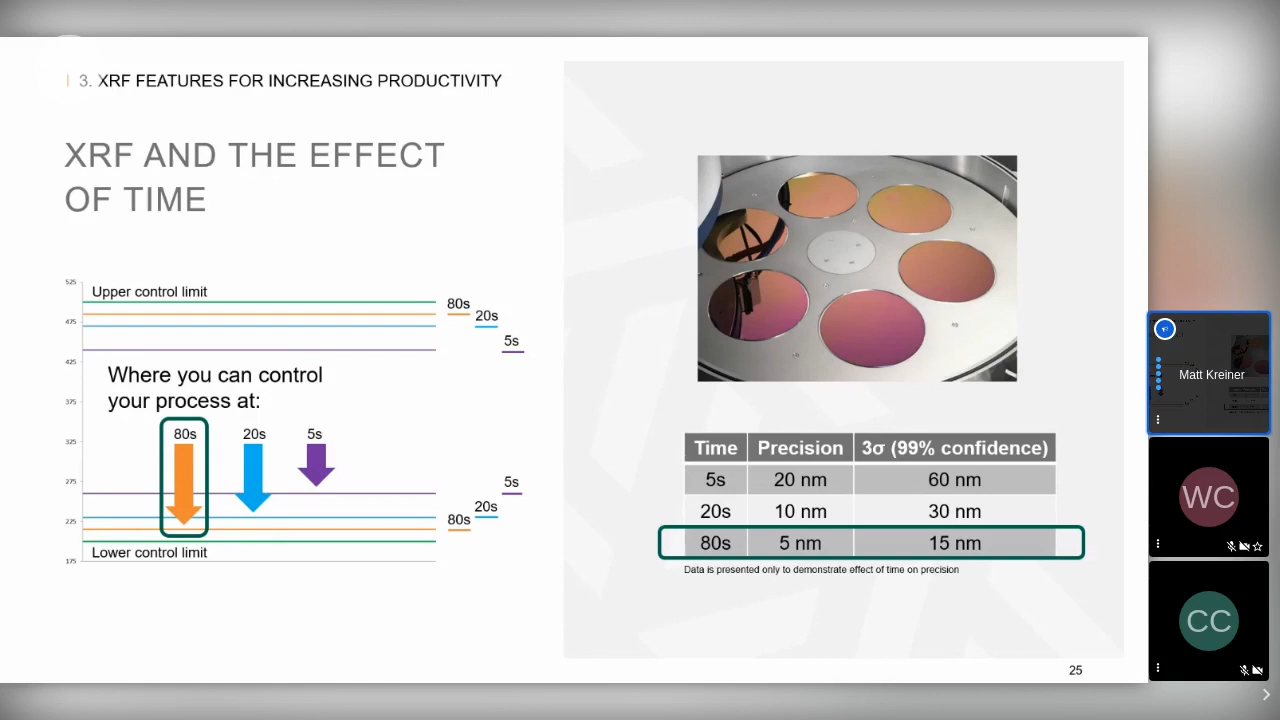 3. XRF FEATURES FOR INCREASING PRODUCTIVITY
XRF AND THE EFFECT
OF TIME
525
475
425
375
325
275
225
175
Upper control limit
80s
20s
5s
Where you can control
your process at:
80s 20s 5s
5s
20s
80s
Lower control limit
Time Precision 3σ (99% confidence)
5s 20 nm 60 nm
20s 10 nm 30 nm
80s 5 nm 15 nm
Data is presented only to demonstrate effect of time on precision
25
Matt Kreiner
WC
CC